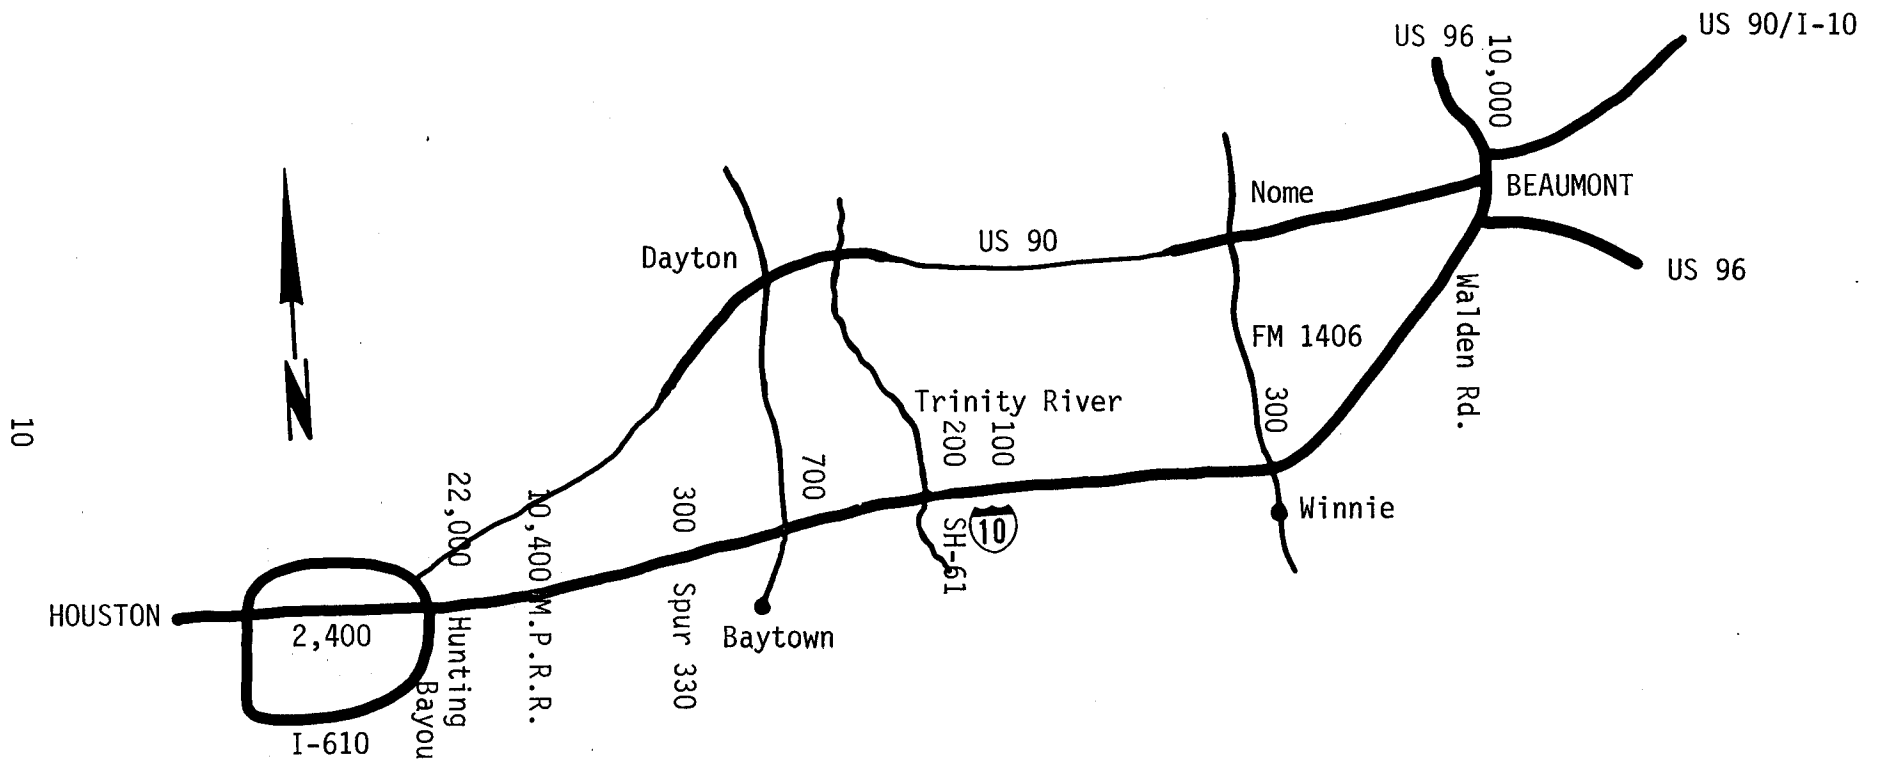 US 90/I-10
US 96
10,000
BEAUMONT
Nome
US 90
Dayton
US 96
Walden Rd.
FM 1406
300
Trinity River
200
100
10
N
700
22,000
10,400
300
Winnie
10
SH-61
HOUSTON
2,400
Hunting
Bayou
M.P.R.R.
Spur 330
Baytown
I-610